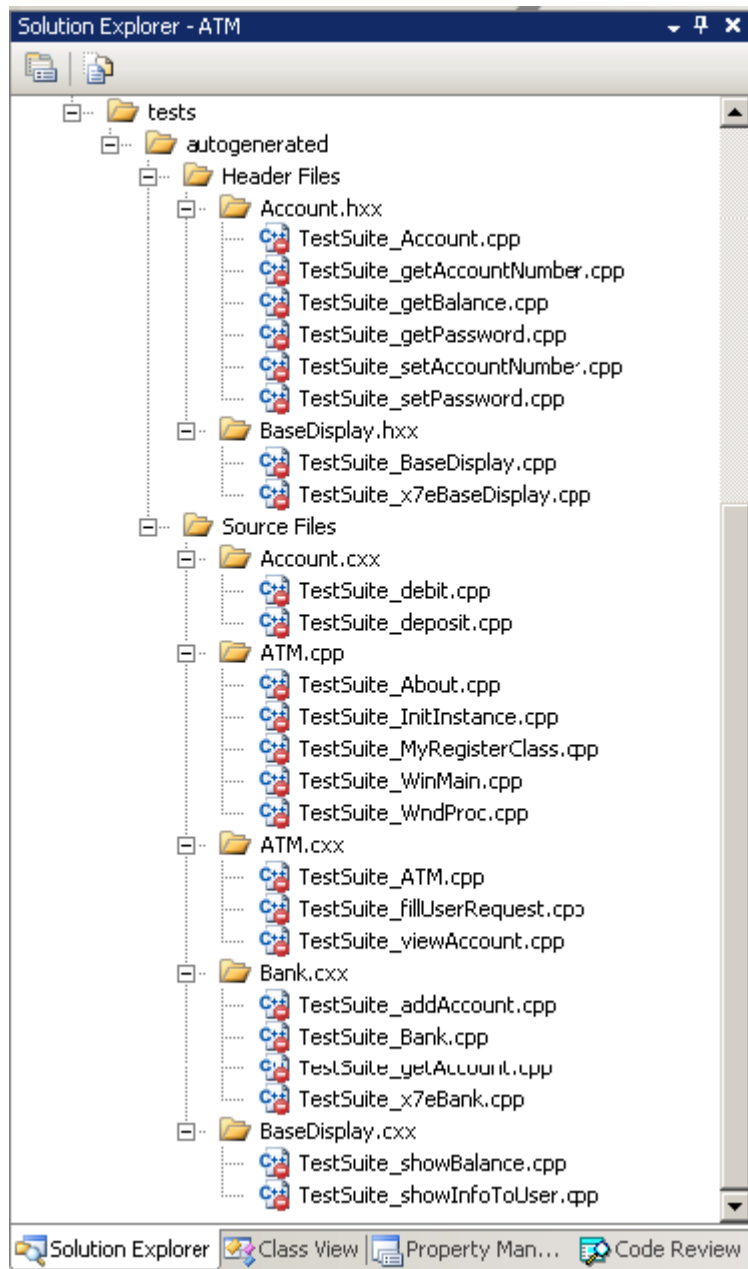 Solution Explorer - ATM
tests
autogenerated
Header Files
Account.hxx
TestSuite_Account.cpp
TestSuite_getAccountNumber.cpp
TestSuite_getBalance.cpp
TestSuite_getPassword.cpp
TestSuite_setAccountNumber.cpp
TestSuite_setPassword.cpp
BaseDisplay.hxx
TestSuite_BaseDisplay.cpp
TestSuite_x7eBaseDisplay.cpp
Source Files
Account.cxx
TestSuite_debit.cpp
TestSuite_deposit.cpp
ATM.cpp
TestSuite_About.cpp
TestSuite_InitInstance.cpp
TestSuite_MyRegisterClass.cpp
TestSuite_WinMain.cpp
TestSuite_WndProc.cpp
ATM.cxx
TestSuite_ATM.cpp
TestSuite_fillUserRequest.cpp
TestSuite_viewAccount.cpp
Bank.cxx
TestSuite_addAccount.cpp
TestSuite_Bank.cpp
TestSuite_getAccount.cpp
TestSuite_x7eBank.cpp
BaseDisplay.cxx
TestSuite_showBalance.cpp
TestSuite_showInfoToUser.cpp
Solution Explorer Class View Property Man... Code Review